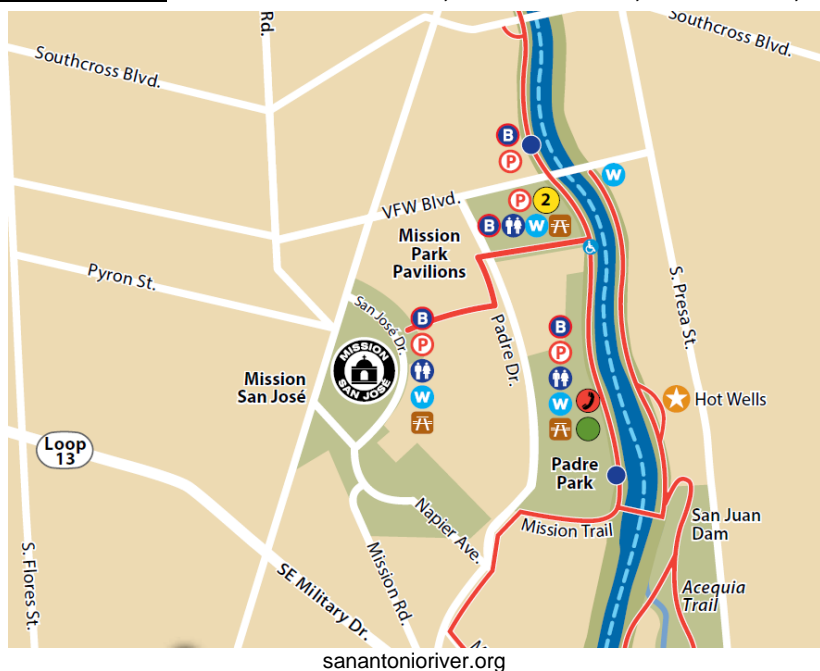 Rd.
Southcross Blvd.
Southcross Blvd.
B
P
W
P 2
VFW Blvd.
B W
Mission
Park
Pavilions
Pyron St.
S. Presa St.
San José Dr.
B
P
W
Padre Dr.
B
P
W
MISSION
SAN JOSE
Mission
San José
Hot Wells
Loop
13
Padre
Park
San Juan
Dam
Mission Trail
Napier Ave.
S. Flores St.
SE Military Dr.
Mission Rd.
Acequia
Trail
sanantonioriver.org